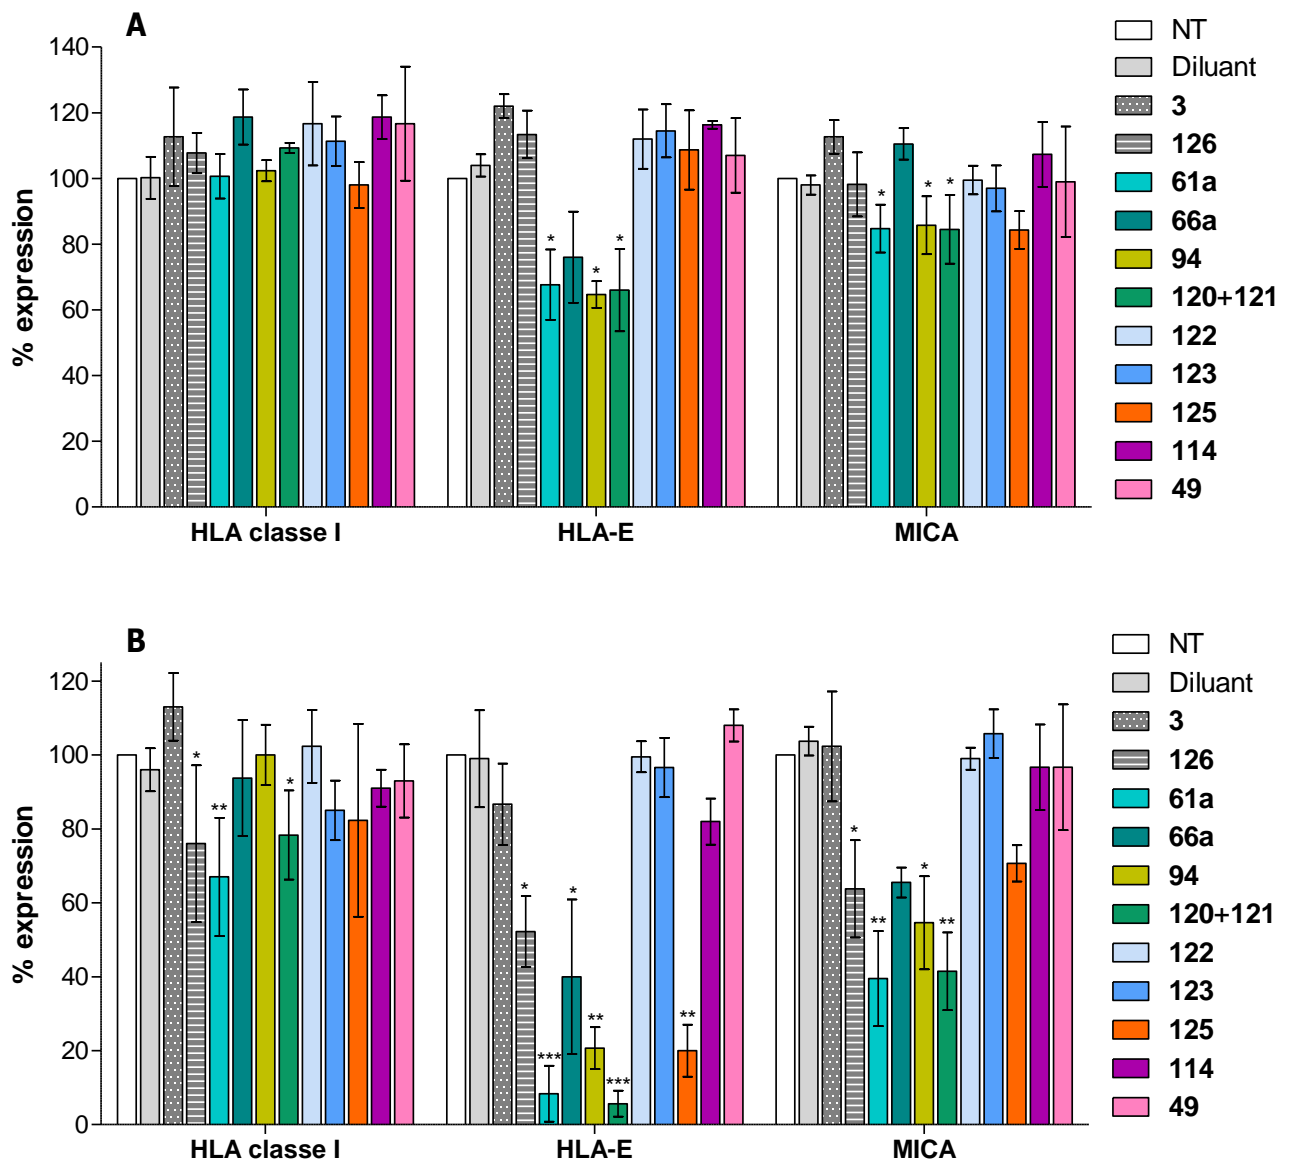 A
% expression
140
120
100
80
60
40
20
0
* * *
* * *
HLA classe I HLA-E MICA
NT
Diluant
3
126
61a
66a
94
120+121
122
123
125
114
49
B
% expression
120
100
80
60
40
20
0
* ** *
* *** * ** *** **
* ** * **
HLA classe I HLA-E MICA
NT
Diluant
3
126
61a
66a
94
120+121
122
123
125
114
49